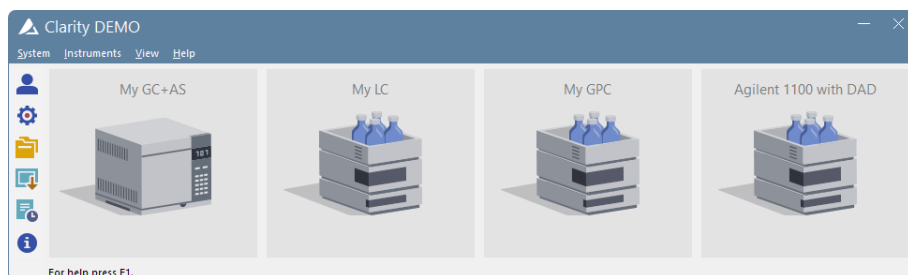 Clarity DEMO
System Instruments View Help
My GC+AS
My LC
My GPC
Agilent 1100 with DAD
101
For help press F1.